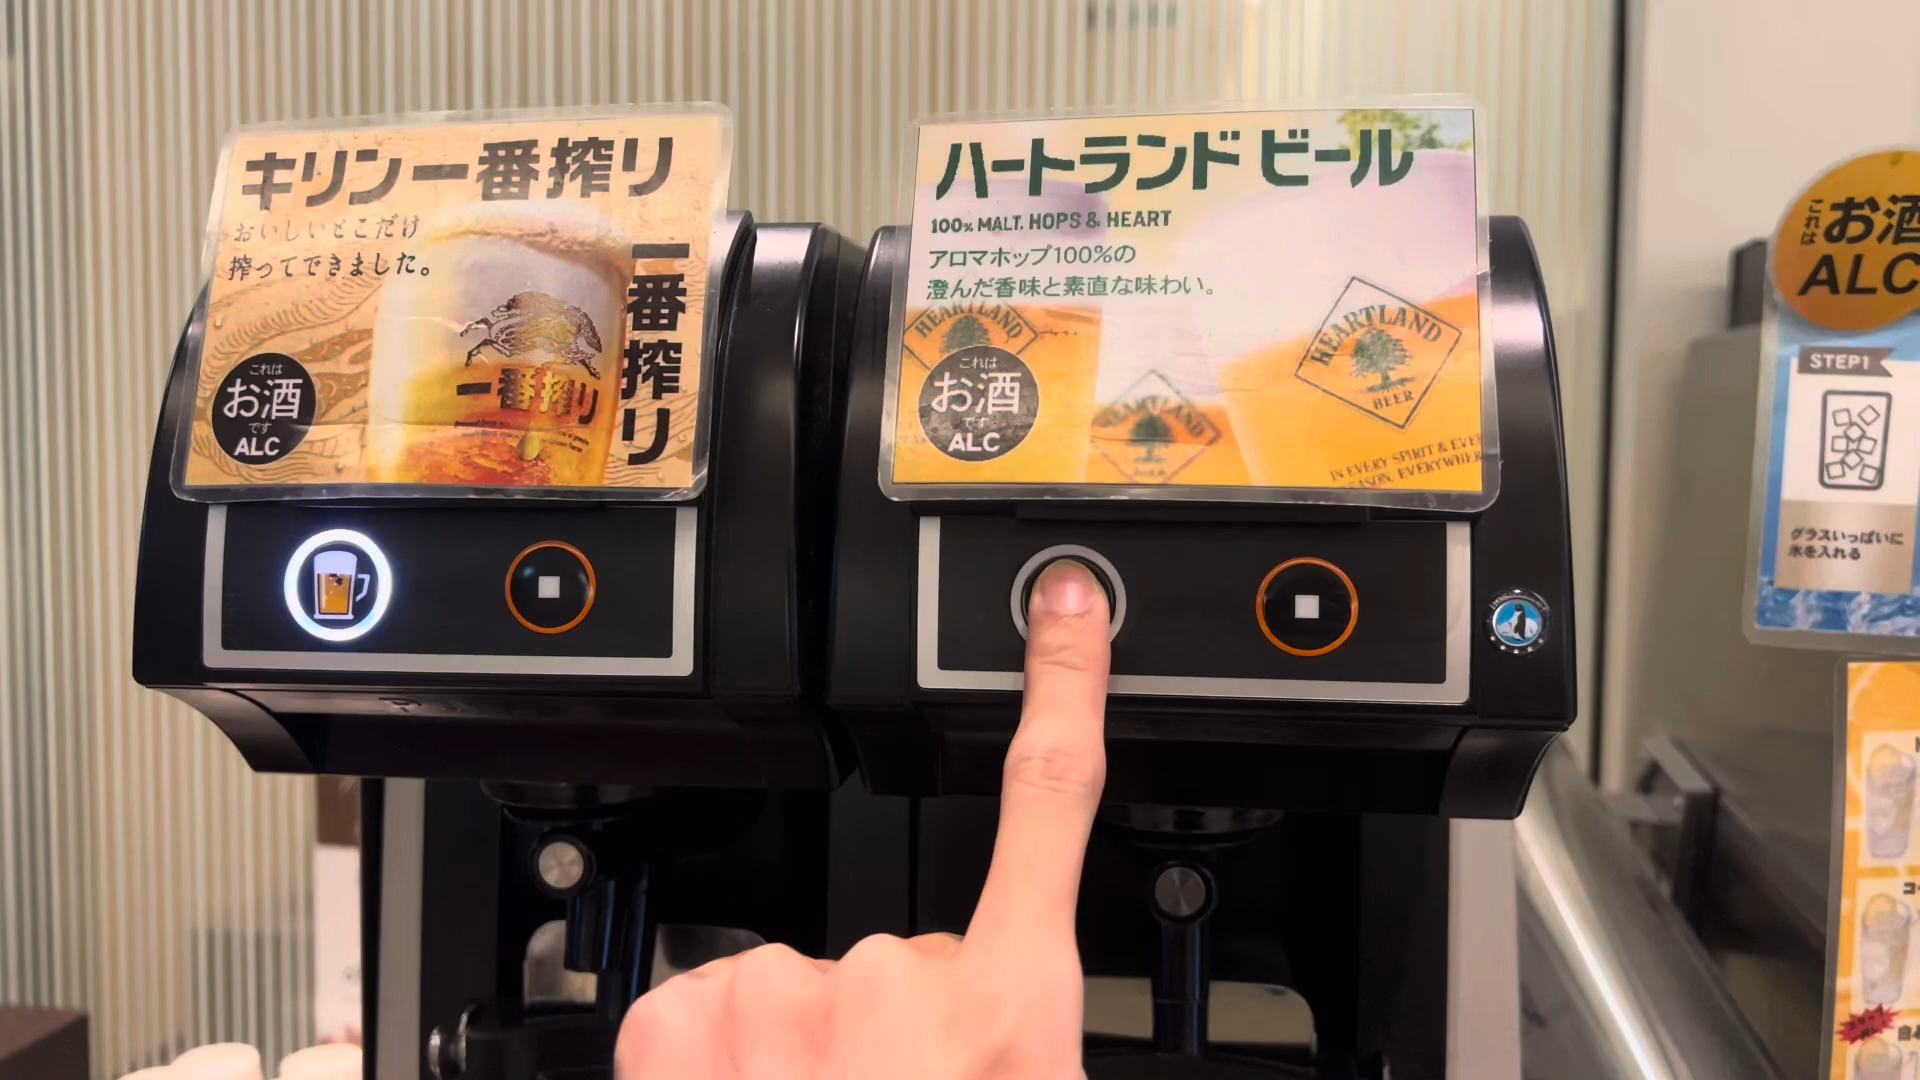 キリン一番搾り
おいしいとこだけ
搾ってできました。
一番搾り
一番搾り
これは
お酒
です
ALC
ハートランド ビール
100% MALT. HOPS & HEART
アロマホップ100%の
澄んだ香味と素直な味わい。
HEARTLAND
これは
お酒
です
ALC
HEARTLAND
HEARTLAND
BEER
IN EVERY SPIRIT & EVE
EASON, EVERYWHER
これは
お酒
ALC
STEP1
グラスいっぱいに
氷を入れる